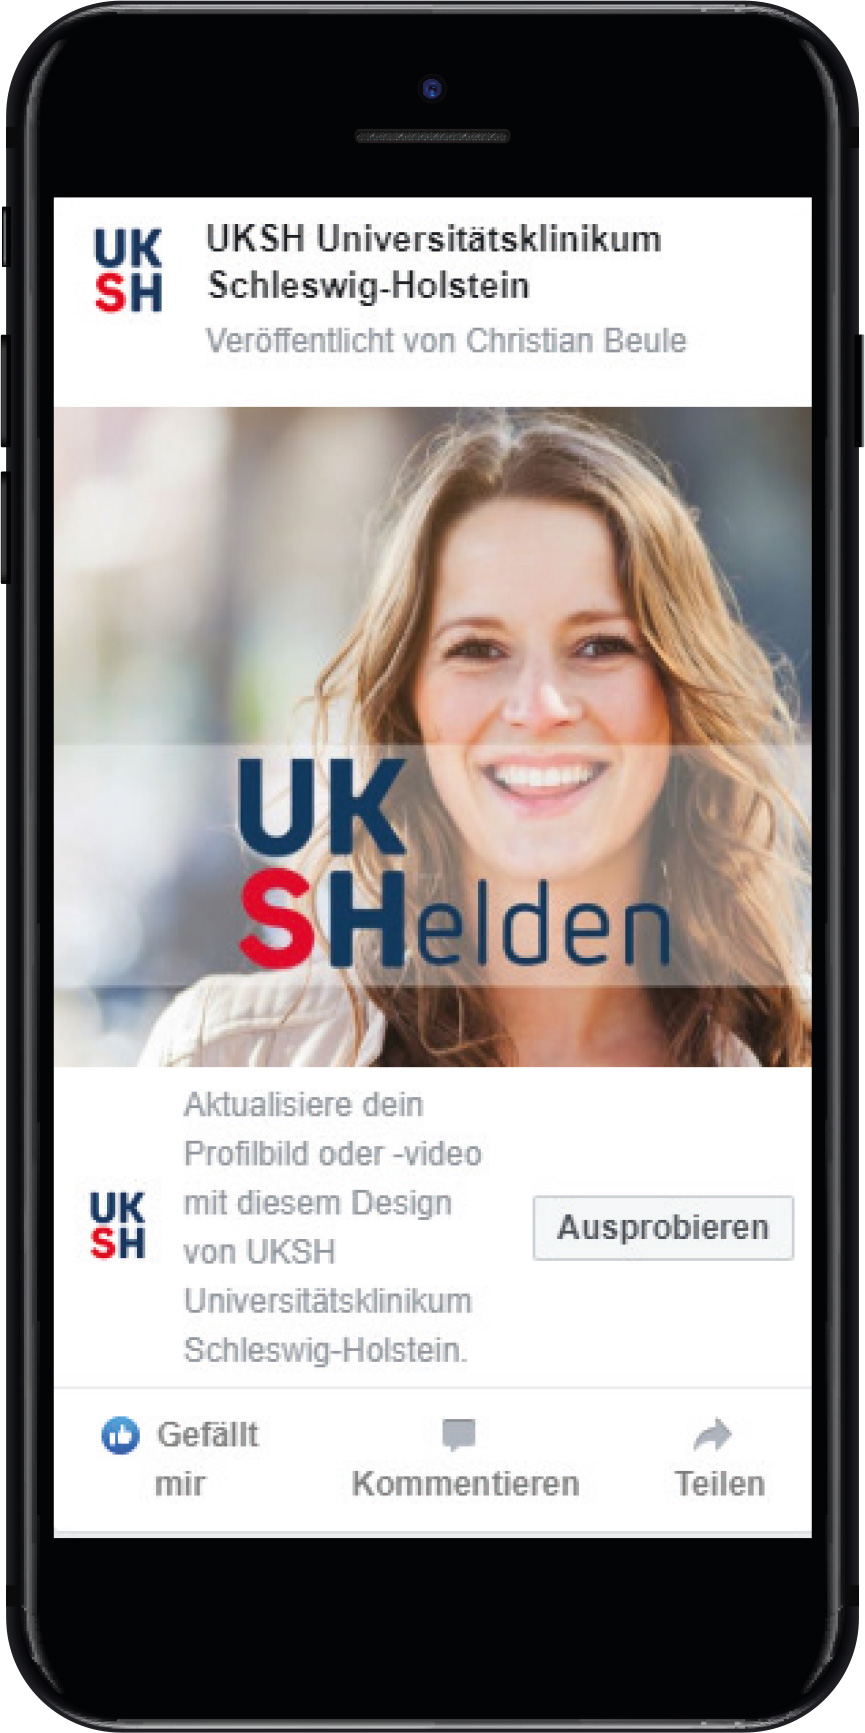 UK
SH
UKSH Universitätsklinikum
Schleswig-Holstein
Veröffentlicht von Christian Beule
UK
SHelden
Aktualisiere dein
Profilbild oder -video
mit diesem Design
von UKSH
Universitätsklinikum
Schleswig-Holstein.
UK
SH
Ausprobieren
Gefällt
mir
Kommentieren
Teilen